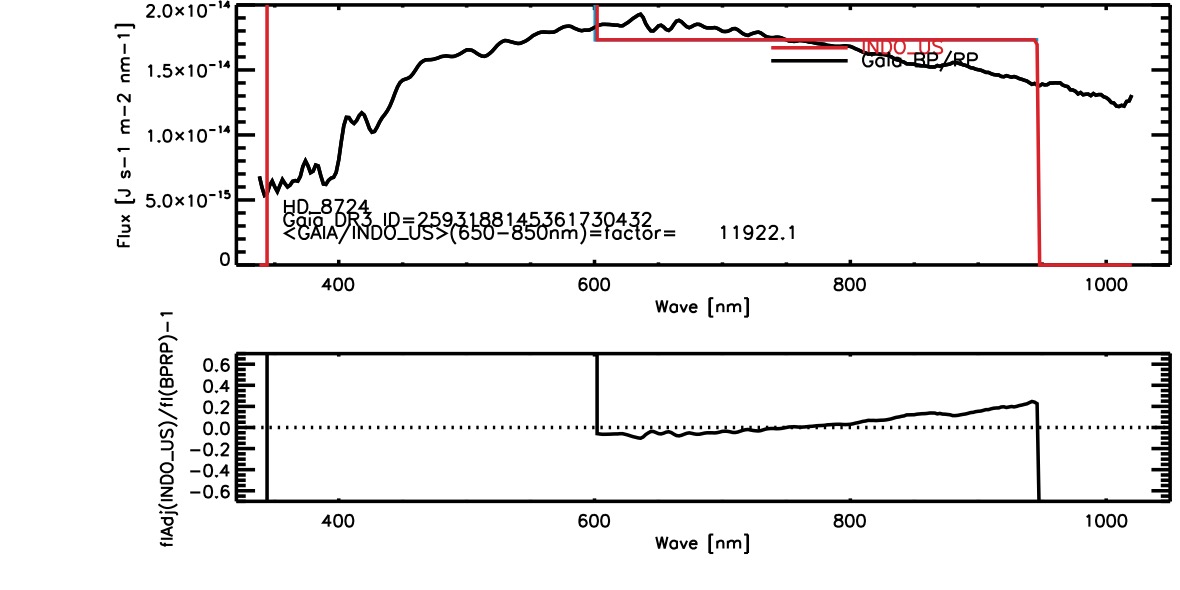 2.0×10−14
1.5×10−14
1.0×10−14
5.0×10−15
0
Flux [J s−1 m−2 nm−1]
INDO_US
Gaia BP/RP
HD_8724
Gaia DR3 ID=2593188145361730432
<GAIA/INDO_US>(650−850nm)=factor= 11922.1
400 600 800 1000
Wave [nm]
flAdj(INDO_US)/fl(BPRP)−1
0.6
0.4
0.2
0.0
−0.2
−0.4
−0.6
400 600 800 1000
Wave [nm]